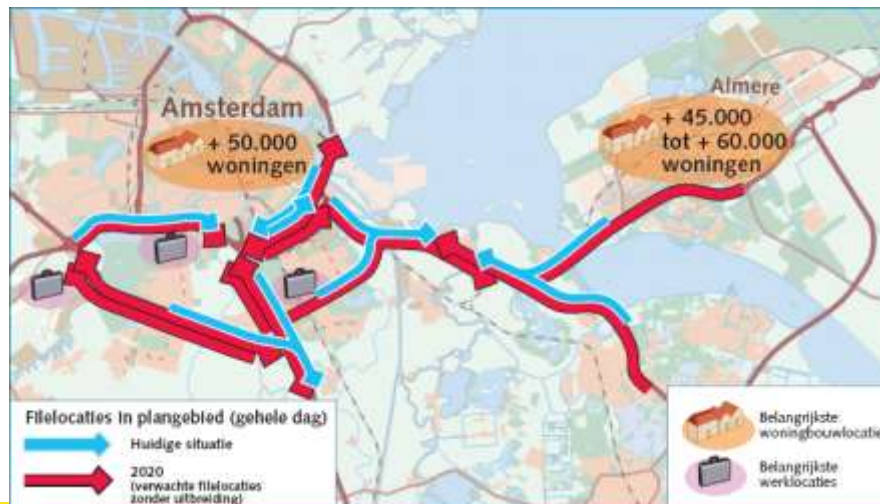 Amsterdam
+ 50.000
woningen
Almere
+ 45.000
tot + 60.000
woningen
Filelocaties in plangebied (gehele dag)
Huidige situatie
2020
(verwachte filelocaties
zonder uitbreiding)
Belangrijkste
woningbouwlocatie
Belangrijkste
werklocaties